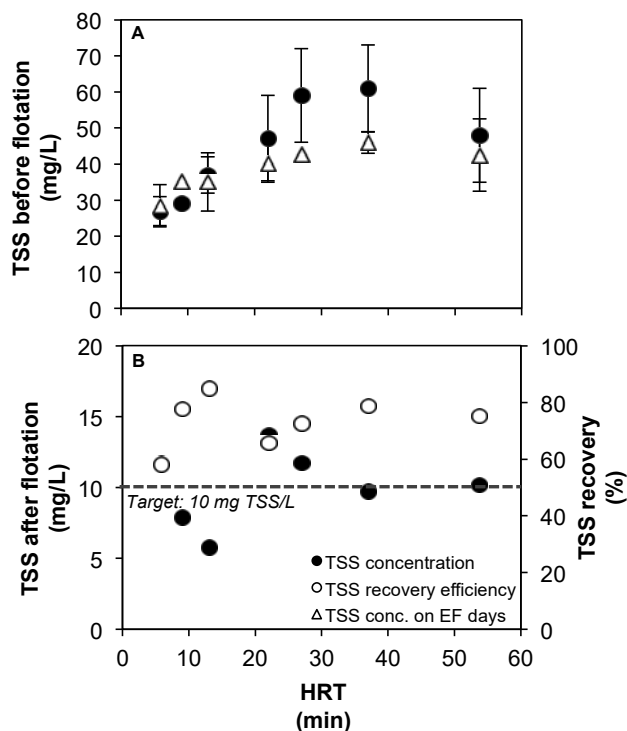 A
TSS before flotation
(mg/L)
80
70
60
50
40
30
20
10
0
B
TSS after flotation
(mg/L)
20
15
10
5
0
100
80
60
40
20
0
TSS recovery
(%)
Target: 10 mg TSS/L
TSS concentration
TSS recovery efficiency
TSS conc. on EF days
0 10 20 30 40 50 60
HRT
(min)